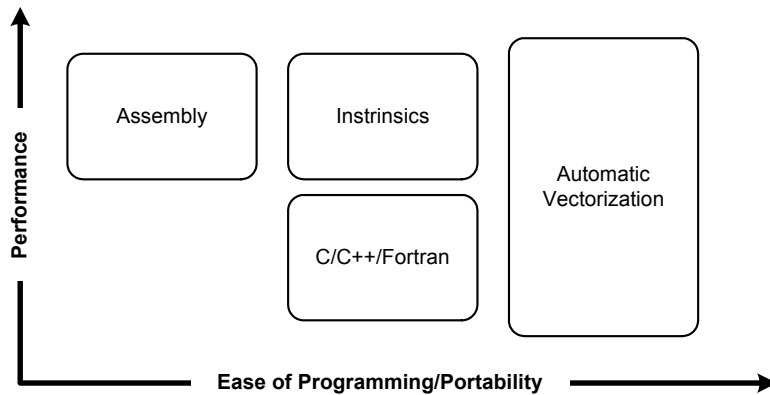 Performance
Assembly
Instrinsics
C/C++/Fortran
Automatic
Vectorization
Ease of Programming/Portability